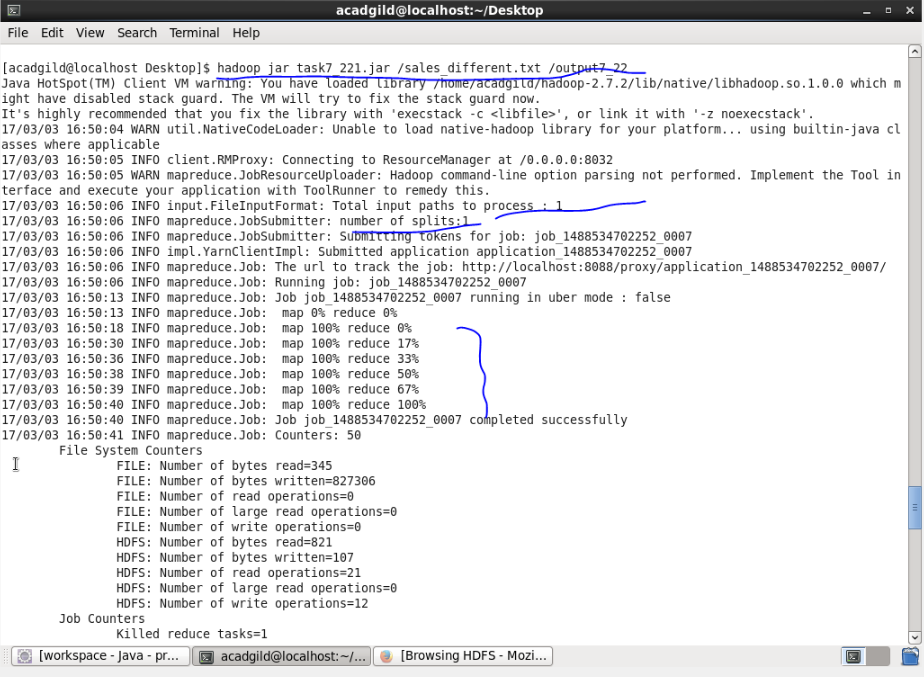 acadgild@localhost:~/Desktop
File Edit View Search Terminal Help
[acadgild@localhost Desktop]$ hadoop jar task7_221.jar /sales_different.txt /output7_22
Java HotSpot(TM) Client VM warning: You have loaded library /home/acadgild/hadoop-2.7.2/lib/native/libhadoop.so.1.0.0 which m
ight have disabled stack guard. The VM will try to fix the stack guard now.
It's highly recommended that you fix the library with 'execstack -c <libfile>', or link it with '-z noexecstack'.
17/03/03 16:50:04 WARN util.NativeCodeLoader: Unable to load native-hadoop library for your platform... using builtin-java cl
asses where applicable
17/03/03 16:50:05 INFO client.RMProxy: Connecting to ResourceManager at /0.0.0.0:8032
17/03/03 16:50:05 WARN mapreduce.JobResourceUploader: Hadoop command-line option parsing not performed. Implement the Tool in
terface and execute your application with ToolRunner to remedy this.
17/03/03 16:50:06 INFO input.FileInputFormat: Total input paths to process : 1
17/03/03 16:50:06 INFO mapreduce.JobSubmitter: number of splits:1
17/03/03 16:50:06 INFO mapreduce.JobSubmitter: Submitting tokens for job: job_1488534702252_0007
17/03/03 16:50:06 INFO impl.YarnClientImpl: Submitted application application_1488534702252_0007
17/03/03 16:50:06 INFO mapreduce.Job: The url to track the job: http://localhost:8088/proxy/application_1488534702252_0007/
17/03/03 16:50:06 INFO mapreduce.Job: Running job: job_1488534702252_0007
17/03/03 16:50:13 INFO mapreduce.Job: Job job_1488534702252_0007 running in uber mode : false
17/03/03 16:50:13 INFO mapreduce.Job:  map 0% reduce 0%
17/03/03 16:50:18 INFO mapreduce.Job:  map 100% reduce 0%
17/03/03 16:50:30 INFO mapreduce.Job:  map 100% reduce 17%
17/03/03 16:50:36 INFO mapreduce.Job:  map 100% reduce 33%
17/03/03 16:50:38 INFO mapreduce.Job:  map 100% reduce 50%
17/03/03 16:50:39 INFO mapreduce.Job:  map 100% reduce 67%
17/03/03 16:50:40 INFO mapreduce.Job:  map 100% reduce 100%
17/03/03 16:50:40 INFO mapreduce.Job: Job job_1488534702252_0007 completed successfully
17/03/03 16:50:41 INFO mapreduce.Job: Counters: 50
File System Counters
FILE: Number of bytes read=345
FILE: Number of bytes written=827306
FILE: Number of read operations=0
FILE: Number of large read operations=0
FILE: Number of write operations=0
HDFS: Number of bytes read=821
HDFS: Number of bytes written=107
HDFS: Number of read operations=21
HDFS: Number of large read operations=0
HDFS: Number of write operations=12
Job Counters
Killed reduce tasks=1
[workspace - Java - pr... acadgild@localhost:~/... [Browsing HDFS - Mozi...